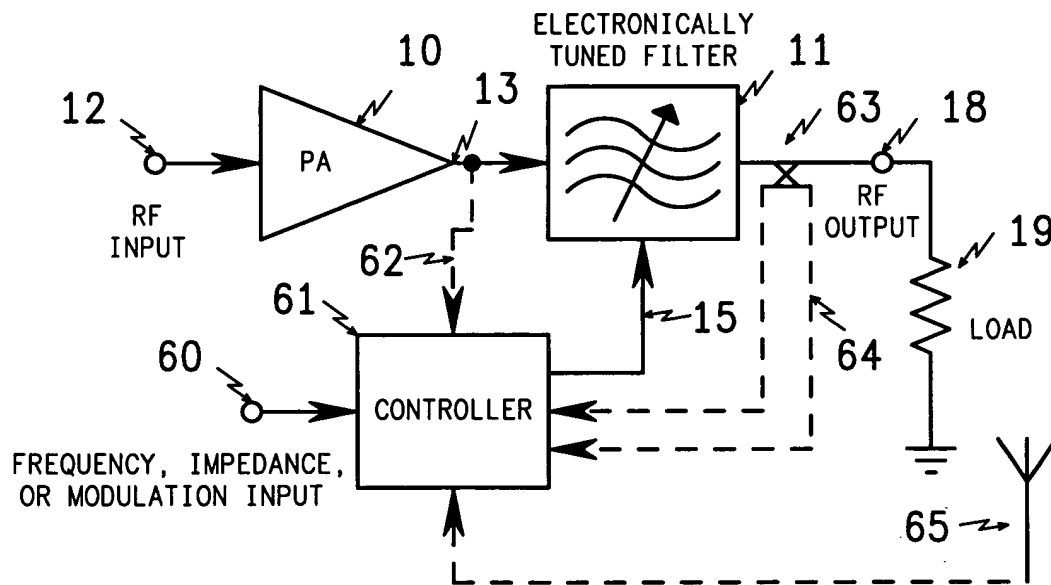 ELECTRONICALLY
TUNED FILTER
10
13
11
12
63
18
PA
RF
INPUT
RF
OUTPUT
19
62
61
15
64
LOAD
60
CONTROLLER
FREQUENCY, IMPEDANCE,
OR MODULATION INPUT
65